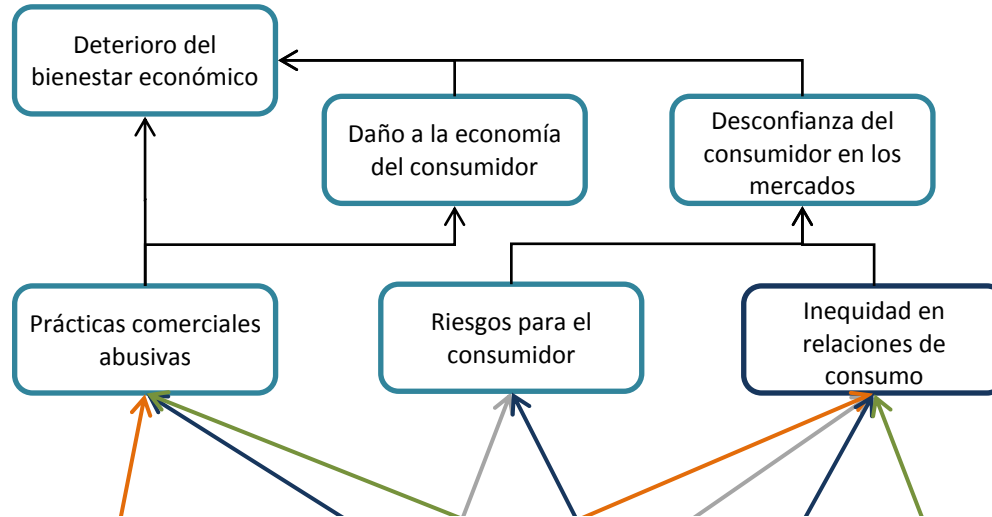 Deterioro del
bienestar económico
Daño a la economía
del consumidor
Desconfianza del
consumidor en los
mercados
Prácticas comerciales
abusivas
Riesgos para el
consumidor
Inequidad en
relaciones de
consumo